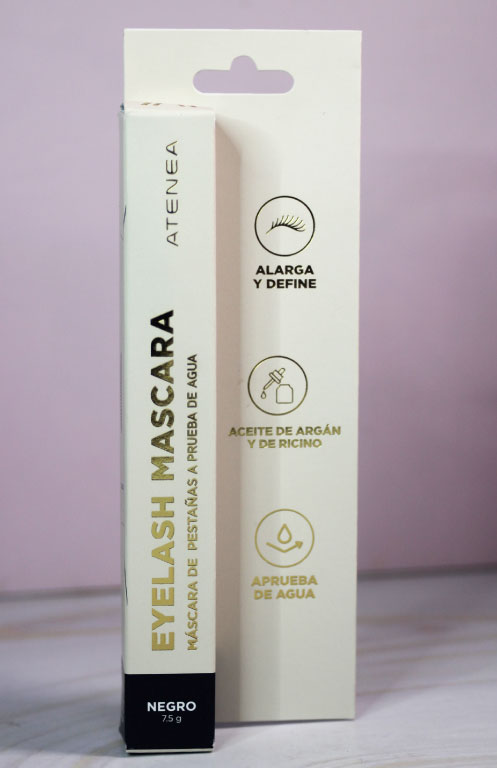 ATENEA
EYELASH MASCARA
MÁSCARA DE PESTAÑAS A PRUEBA DE AGUA
NEGRO
7.5 g
ALARGA
Y DEFINE
ACEITE DE ARGÁN
Y DE RICINO
APRUEBA
DE AGUA